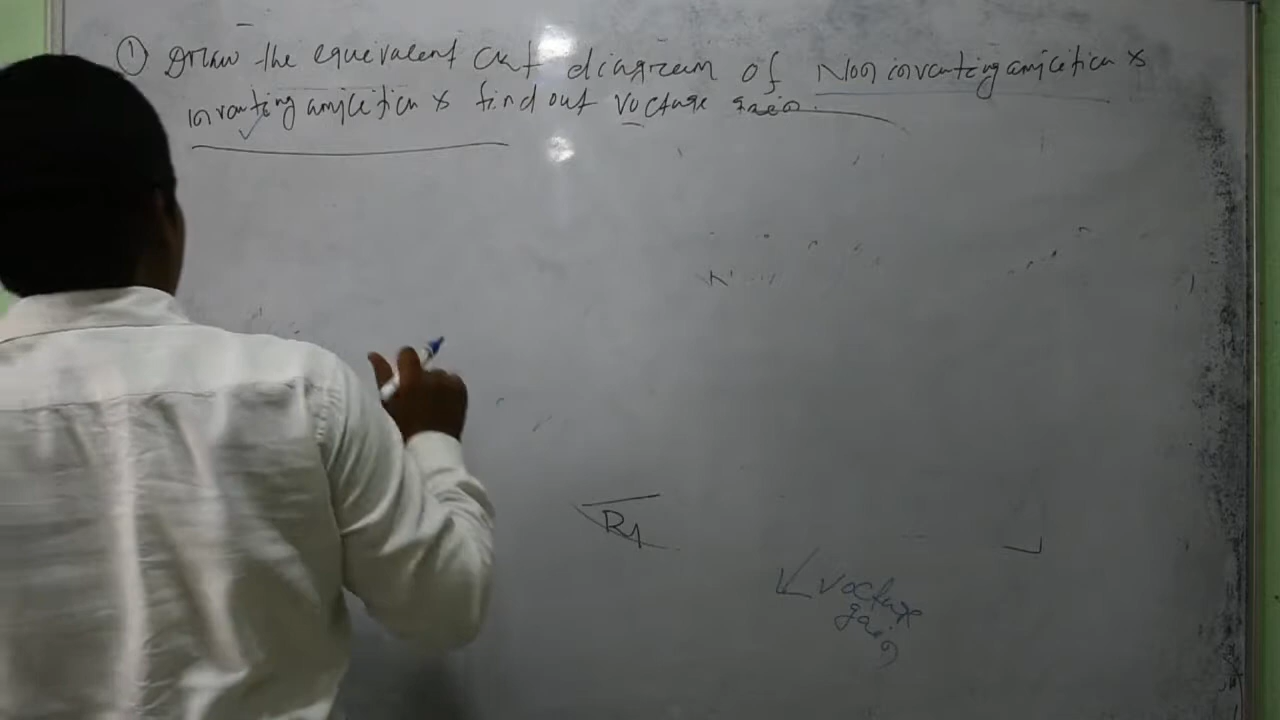 ① Draw the equivalent ckt diagram of Non inverting amplifier &
inverting amplifier & find out voltage gain.
R1
voltage
gain